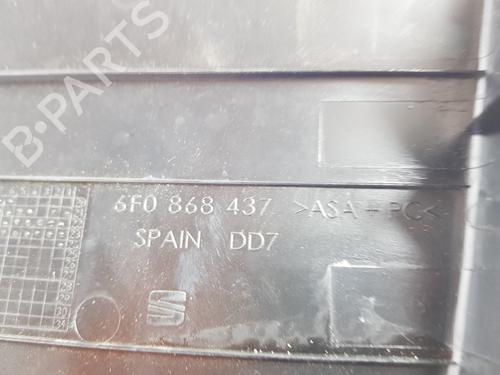 B-PARTS
6F0 868 437 >ASA+PC<
SPAIN DD7